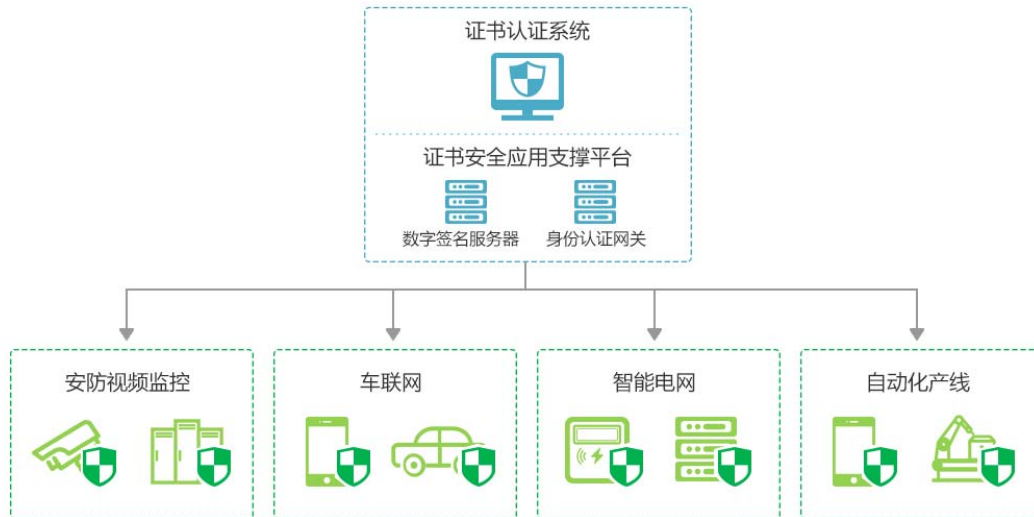 证书认证系统
证书安全应用支撑平台
数字签名服务器 身份认证网关
安防视频监控 车联网 智能电网 自动化产线